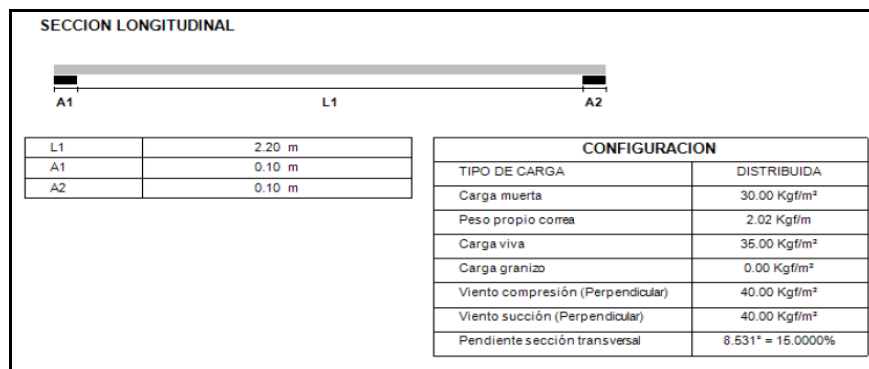 SECCION LONGITUDINAL
A1 L1 A2
L1 2.20 m
A1 0.10 m
A2 0.10 m
CONFIGURACION
TIPO DE CARGA DISTRIBUIDA
Carga muerta 30.00 Kgf/m²
Peso propio correa 2.02 Kgf/m
Carga viva 35.00 Kgf/m²
Carga granizo 0.00 Kgf/m²
Viento compresión (Perpendicular) 40.00 Kgf/m²
Viento succión (Perpendicular) 40.00 Kgf/m²
Pendiente sección transversal 8.531° = 15.0000%